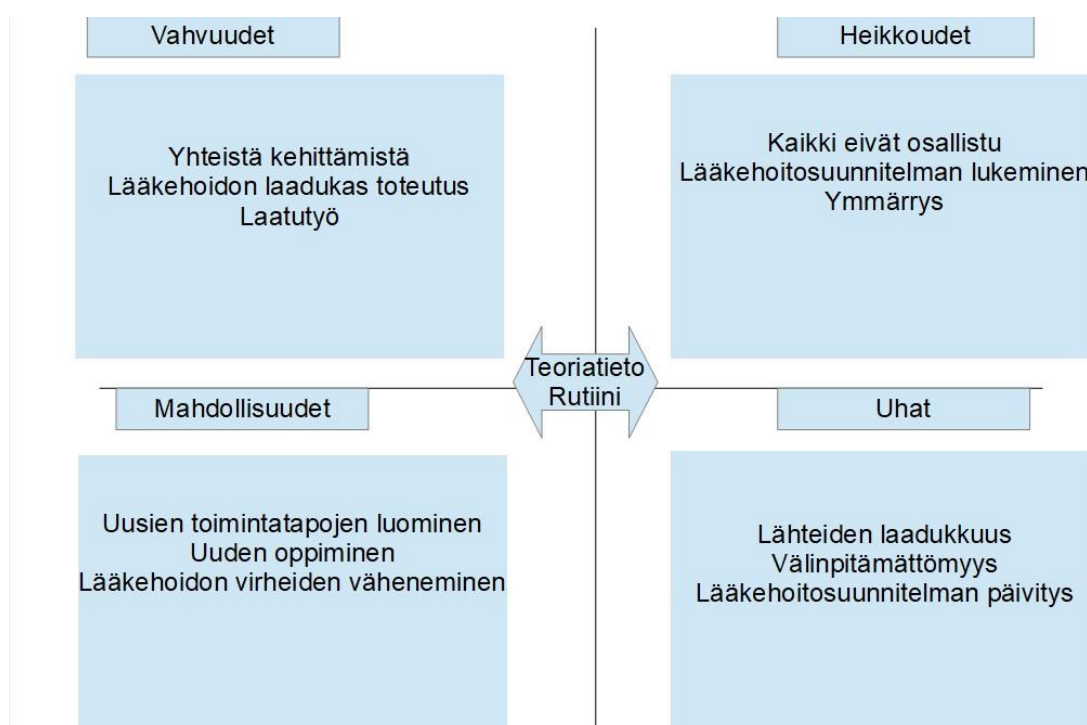 Vahvuudet
Yhteistä kehittämistä
Lääkehoidon laadukas toteutus
Laatutyö
Heikkoudet
Kaikki eivät osallistu
Lääkehoitosuunnitelman lukeminen
Ymmärrys
Teoriatieto
Rutiini
Mahdollisuudet
Uusien toimintatapojen luominen
Uuden oppiminen
Lääkehoidon virheiden väheneminen
Uhat
Lähteiden laadukkuus
Välinpitämättömyys
Lääkehoitosuunnitelman päivitys